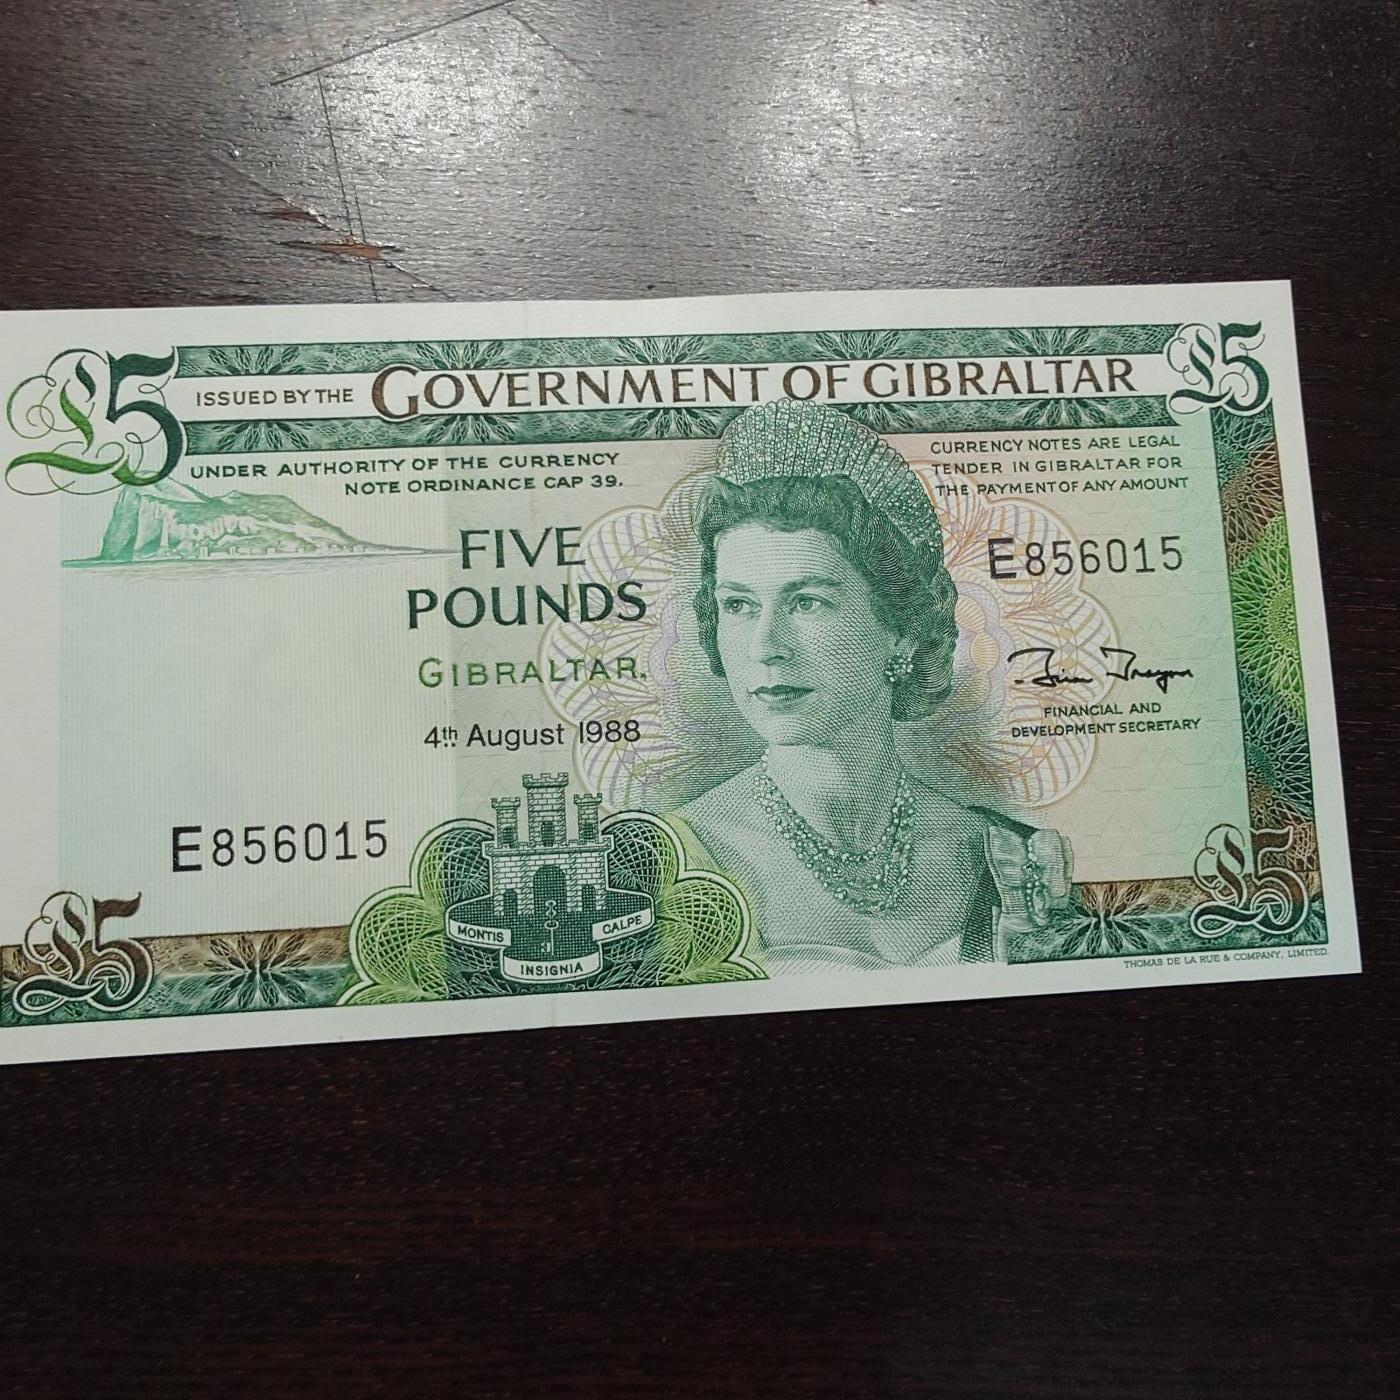 £5
ISSUED BY THE GOVERNMENT OF GIBRALTAR
£5
UNDER AUTHORITY OF THE CURRENCY
NOTE ORDINANCE CAP 39.
CURRENCY NOTES ARE LEGAL
TENDER IN GIBRALTAR FOR
THE PAYMENT OF ANY AMOUNT
FIVE
POUNDS
GIBRALTAR.
4th August 1988
E856015
FINANCIAL AND
DEVELOPMENT SECRETARY
E856015
MONTIS
INSIGNIA
CALPE
£5
£5
THOMAS DE LA RUE & COMPANY, LIMITED.